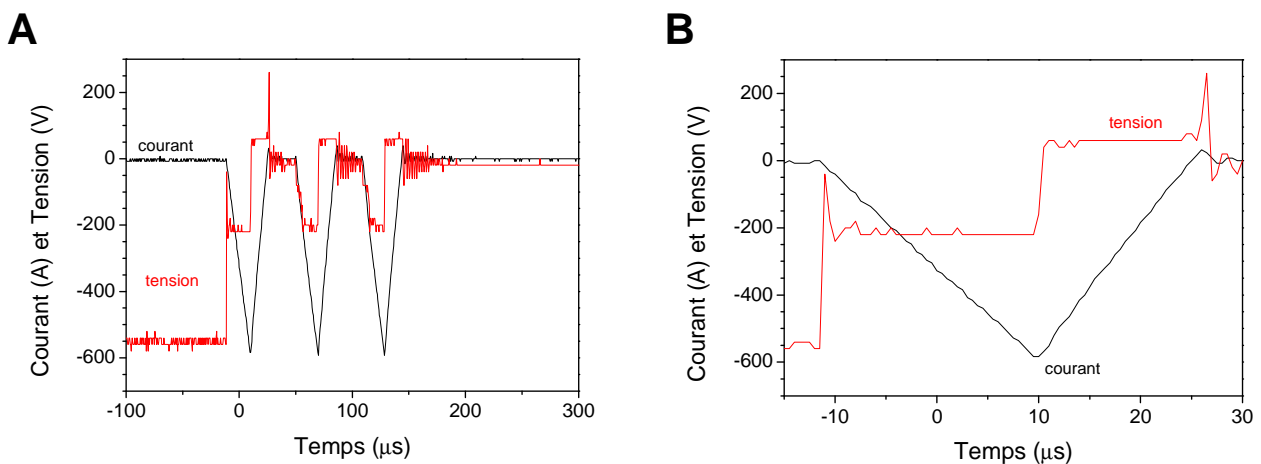 A
Courant (A) et Tension (V)
200
0
-200
-400
-600
courant
tension
-100
0
100
200
300
Temps (μs)
B
Courant (A) et Tension (V)
200
0
-200
-400
-600
tension
courant
-10
0
10
20
30
Temps (μs)